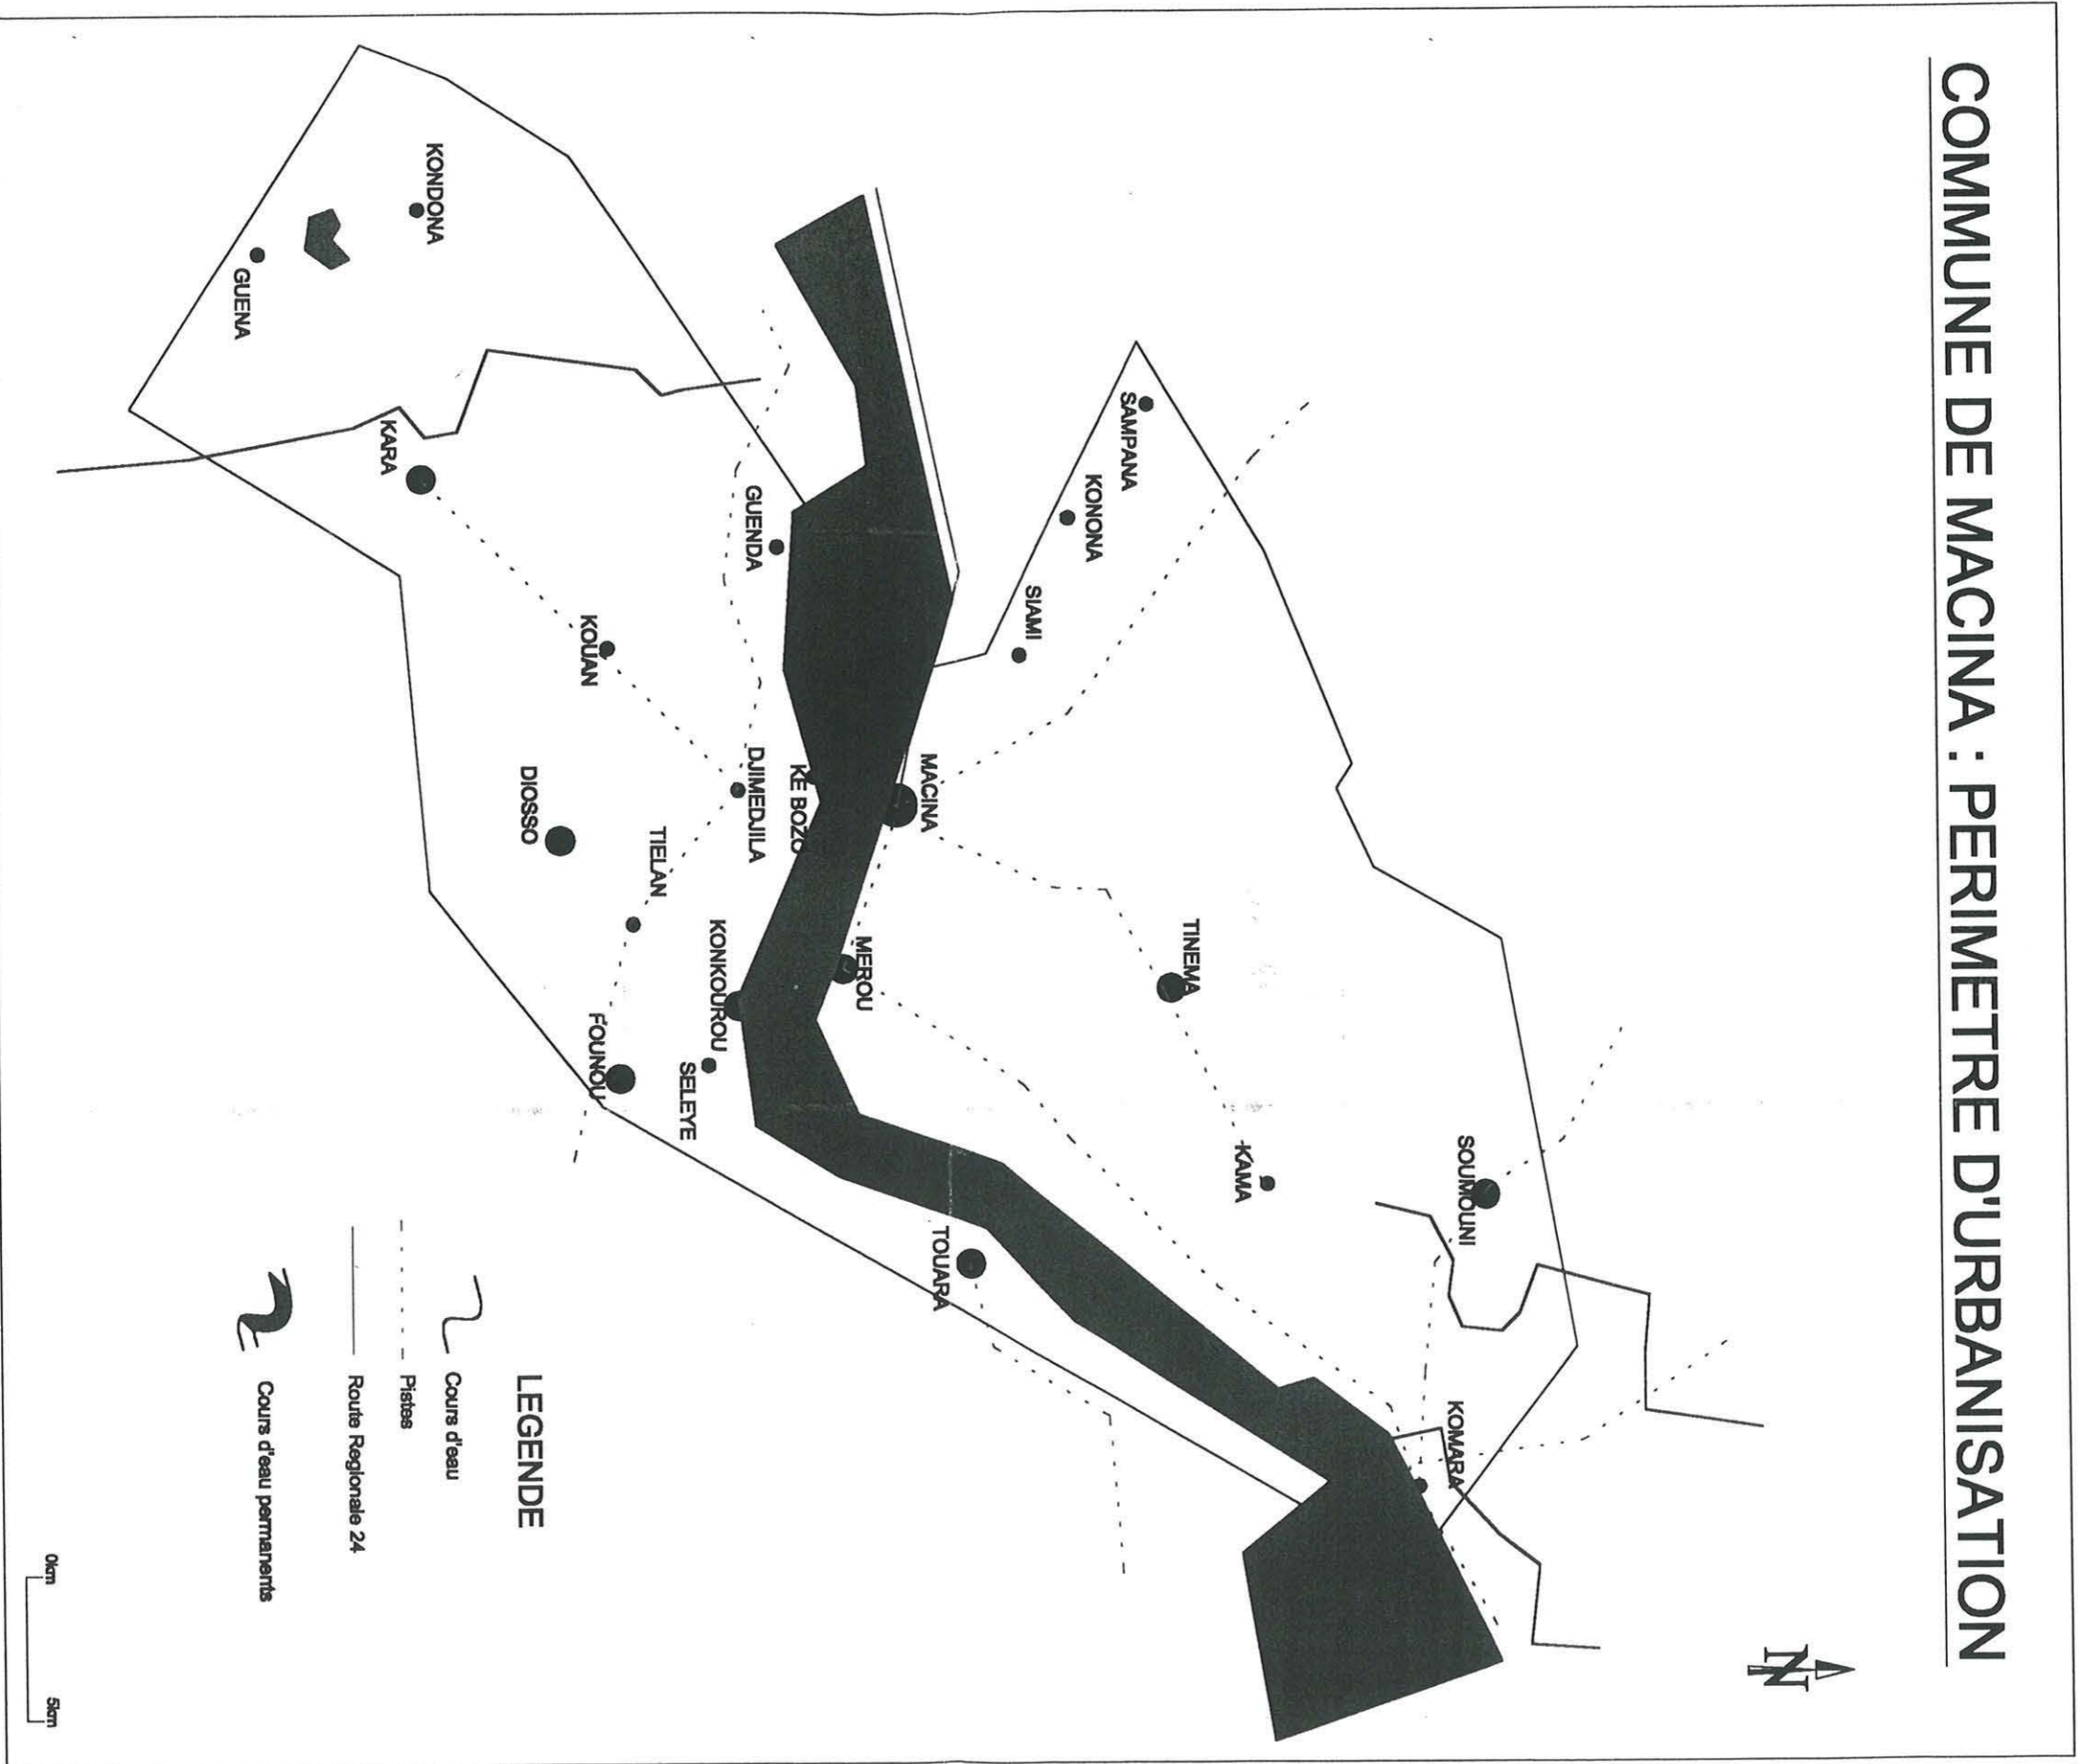 COMMUNE DE MACINA : PERIMETRE D'URBANISATION
N
SOUMOUNI
KOMARA
KAMA
TINEMA
SAMPANA
KONONA
SIAMI
MACINA
MEROU
TOUARA
KE BOZO
DJIMEDJILA
GUENDA
KONKOUROU
SELEYE
TIELAN
FOUNOU
KOUAN
DIOSSO
KONDONA
KARA
GUENA
LEGENDE
Cours d'eau
Pistes
Route Regionale 24
Cours d'eau permanents
0km
5km